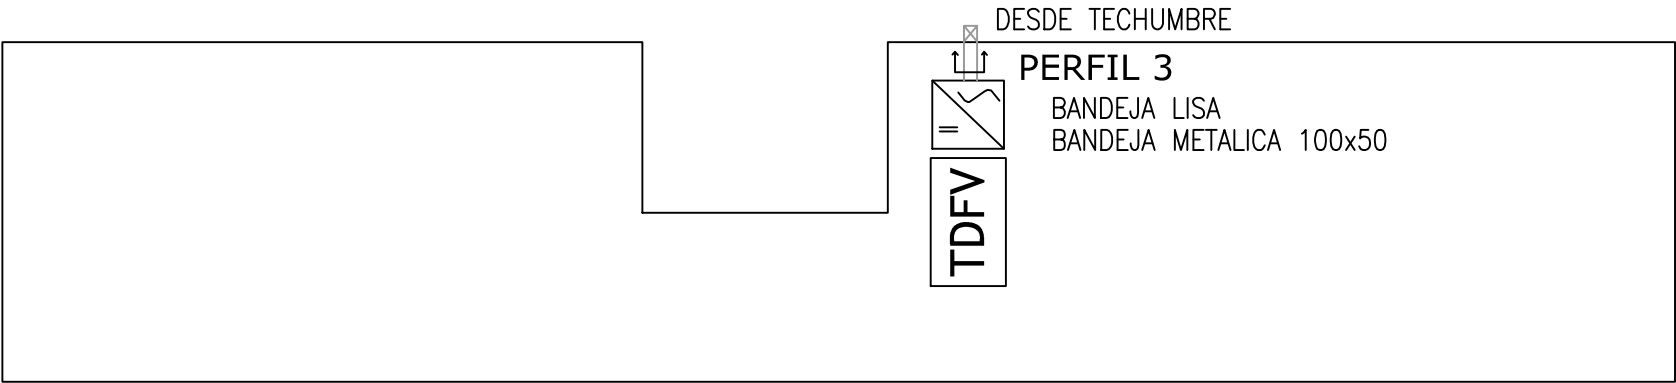 DESDE TECHUMBRE
PERFIL 3
BANDEJA LISA
BANDEJA METALICA 100x50
TDFV